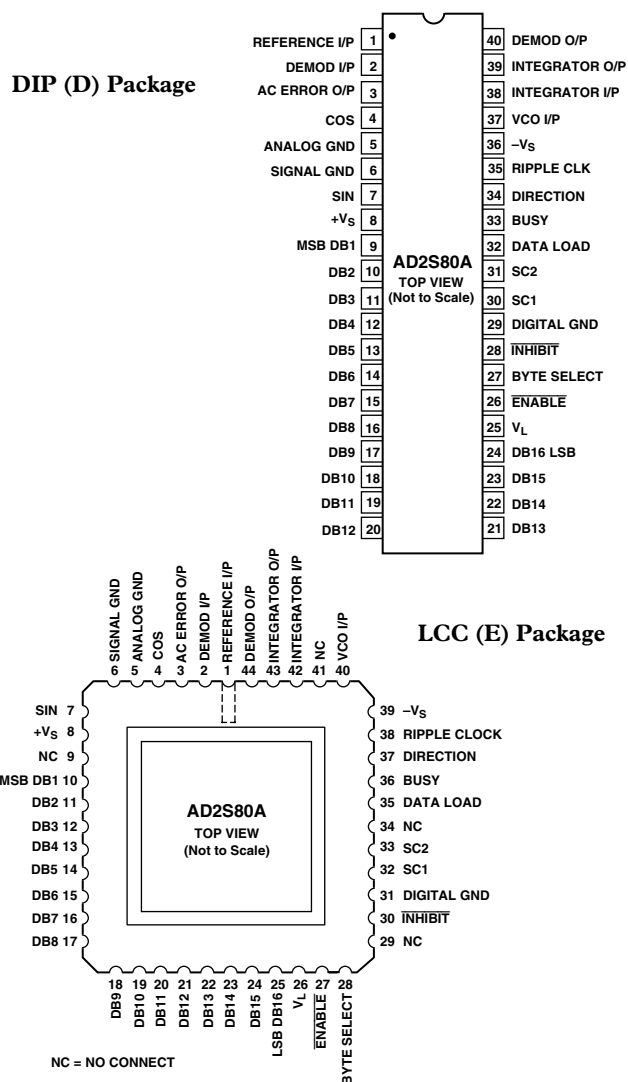 DIP (D) Package
REFERENCE I/P 1
DEMOD I/P 2
AC ERROR O/P 3
COS 4
ANALOG GND 5
SIGNAL GND 6
SIN 7
+VS 8
MSB DB1 9
DB2 10
DB3 11
DB4 12
DB5 13
DB6 14
DB7 15
DB8 16
DB9 17
DB10 18
DB11 19
DB12 20
AD2S80A
TOP VIEW
(Not to Scale)
40 DEMOD O/P
39 INTEGRATOR O/P
38 INTEGRATOR I/P
37 VCO I/P
36 –VS
35 RIPPLE CLK
34 DIRECTION
33 BUSY
32 DATA LOAD
31 SC2
30 SC1
29 DIGITAL GND
28 INHIBIT
27 BYTE SELECT
26 ENABLE
25 VL
24 DB16 LSB
23 DB15
22 DB14
21 DB13
LCC (E) Package
6 SIGNAL GND
5 ANALOG GND
4 COS
3 AC ERROR O/P
2 DEMOD I/P
1 REFERENCE I/P
44 DEMOD O/P
43 INTEGRATOR O/P
42 INTEGRATOR I/P
41 NC
40 VCO I/P
SIN 7
+VS 8
NC 9
MSB DB1 10
DB2 11
DB3 12
DB4 13
DB5 14
DB6 15
DB7 16
DB8 17
AD2S80A
TOP VIEW
(Not to Scale)
39 –VS
38 RIPPLE CLOCK
37 DIRECTION
36 BUSY
35 DATA LOAD
34 NC
33 SC2
32 SC1
31 DIGITAL GND
30 INHIBIT
29 NC
18 DB9
19 DB10
20 DB11
21 DB12
22 DB13
23 DB14
24 DB15
25 LSB DB16
26 VL
27 ENABLE
28 BYTE SELECT
NC = NO CONNECT